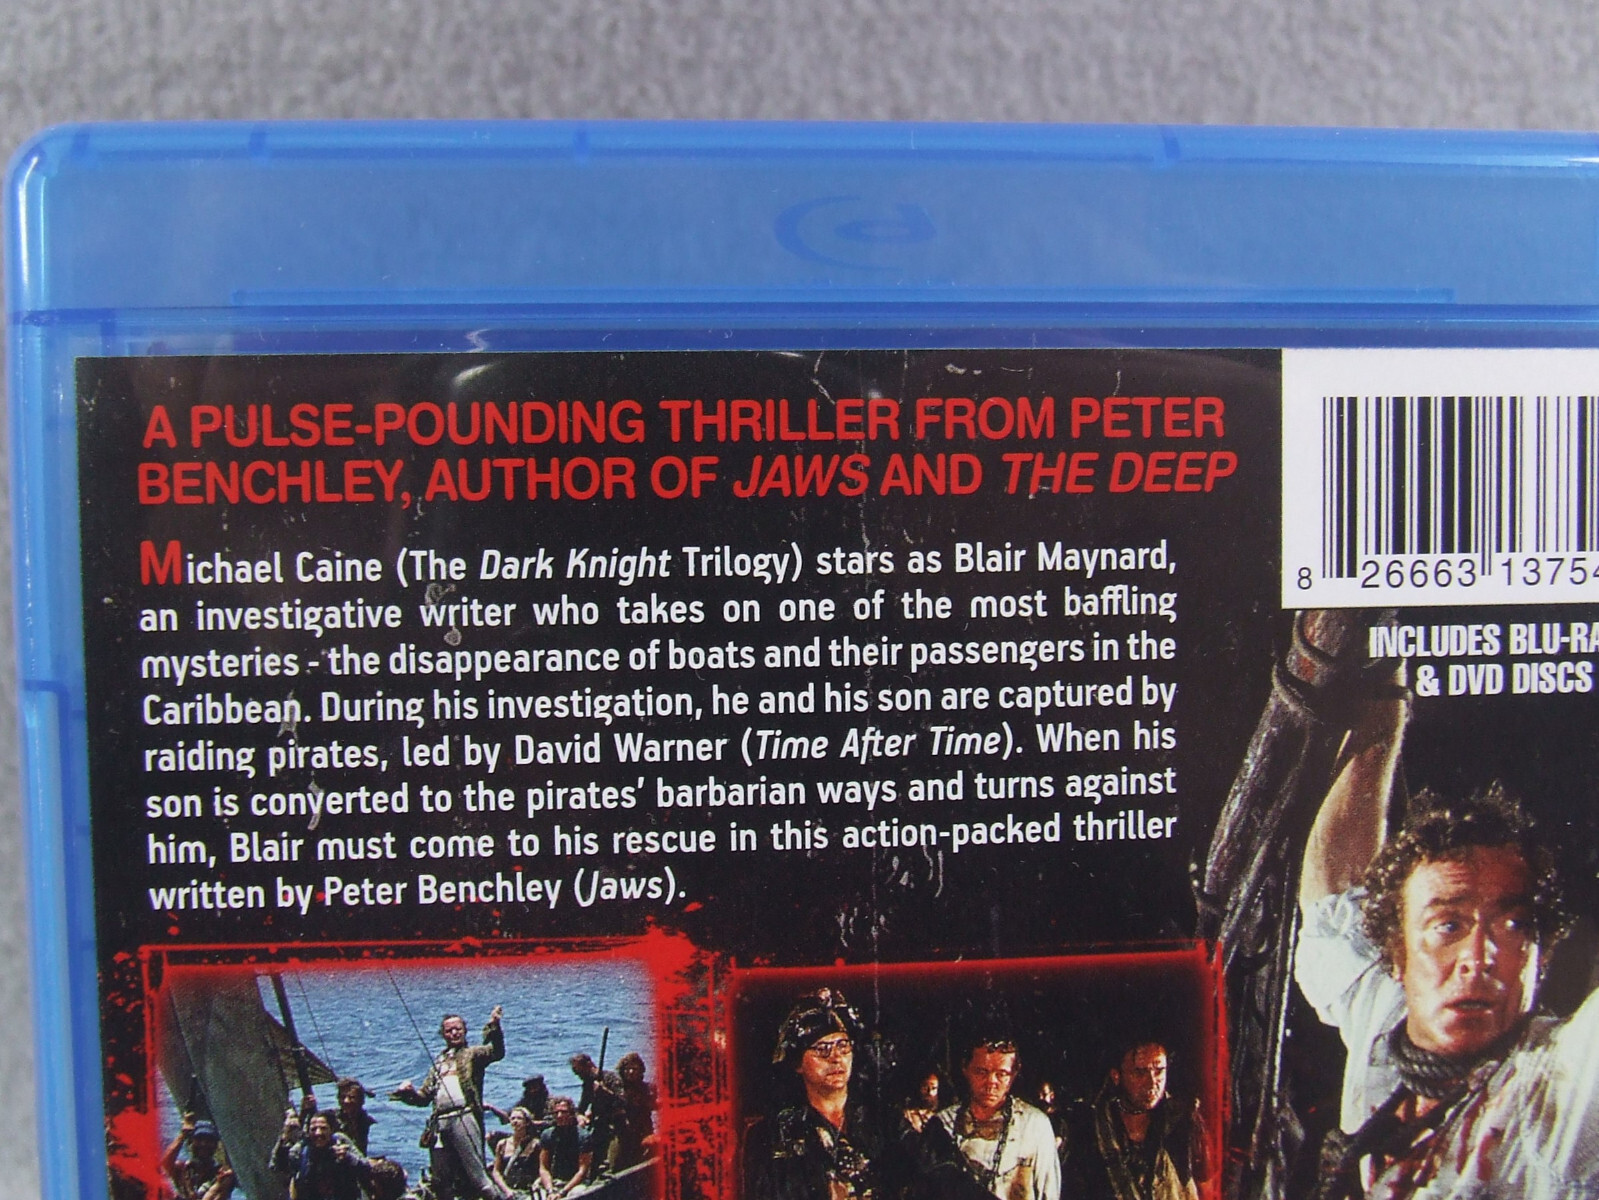 A PULSE-POUNDING THRILLER FROM PETER
BENCHLEY, AUTHOR OF JAWS AND THE DEEP
Michael Caine (The Dark Knight Trilogy) stars as Blair Maynard,
an investigative writer who takes on one of the most baffling
mysteries - the disappearance of boats and their passengers in the
Caribbean. During his investigation, he and his son are captured by
raiding pirates, led by David Warner (Time After Time). When his
son is converted to the pirates' barbarian ways and turns against
him, Blair must come to his rescue in this action-packed thriller
written by Peter Benchley (Jaws).
8 26663 13754
INCLUDES BLU-RA
& DVD DISCS